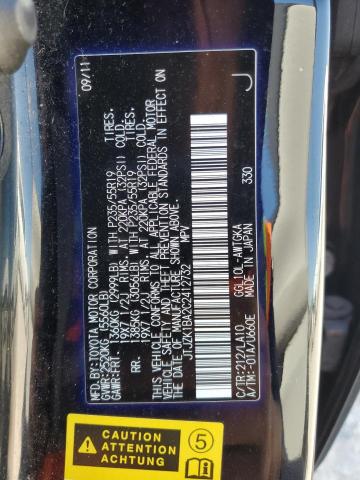 MFD. BY: TOYOTA MOTOR CORPORATION 09/11
GVWR: 2520KG (5560LB)
GAWR: FRT. 1360KG (2999LB) WITH P235/55R19 TIRES,
19X7 1/2J RIMS, AT 220KPA (32PSI) COLD.
RR. 1385KG (3056LB) WITH P235/55R19 TIRES,
19X7 1/2J RIMS, AT 220KPA (32PSI) COLD.
THIS VEHICLE CONFORMS TO ALL APPLICABLE FEDERAL MOTOR
VEHICLE SAFETY AND THEFT PREVENTION STANDARDS IN EFFECT ON
THE DATE OF MANUFACTURE SHOWN ABOVE.
JTJZK1BA2C2412732 MPV
C/TR: 212/LA10 GGL10L-AWTGKA
A/TM: -01A/U660E MADE IN JAPAN 330 J
CAUTION
ATTENTION
ACHTUNG
5